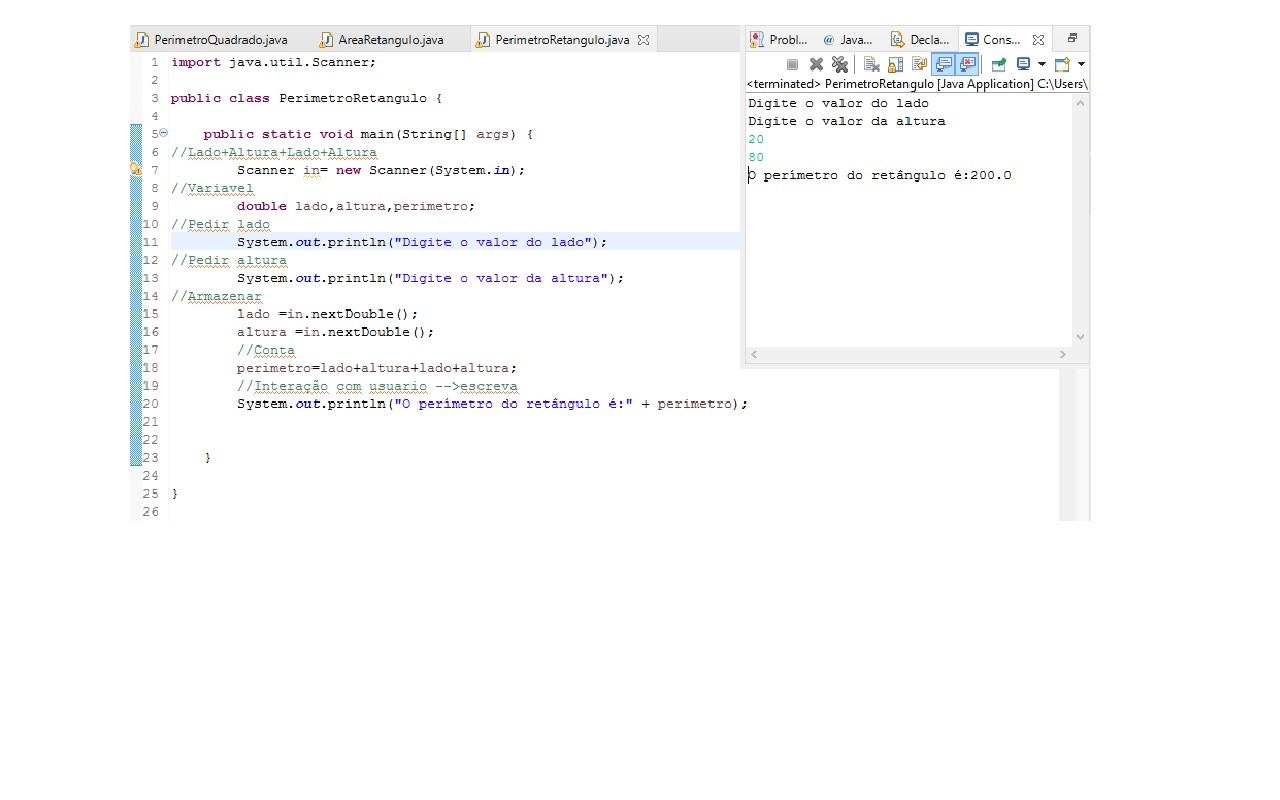 PerimetroQuadrado.java AreaRetangulo.java PerimetroRetangulo.java
1 import java.util.Scanner;
2
3 public class PerimetroRetangulo {
4
5 public static void main(String[] args) {
6 //Lado+Altura+Lado+Altura
7 Scanner in= new Scanner(System.in);
8 //Variavel
9 double lado,altura,perimetro;
10 //Pedir lado
11 System.out.println("Digite o valor do lado");
12 //Pedir altura
13 System.out.println("Digite o valor da altura");
14 //Armazenar
15 lado =in.nextDouble();
16 altura =in.nextDouble();
17 //Conta
18 perimetro=lado+altura+lado+altura;
19 //Interação com usuario -->escreva
20 System.out.println("O perímetro do retângulo é:" + perimetro);
21
22
23 }
24
25 }
26
Probl... @ Java... Decla... Cons...
<terminated> PerimetroRetangulo [Java Application] C:\Users\
Digite o valor do lado
Digite o valor da altura
20
80
O perímetro do retângulo é:200.0